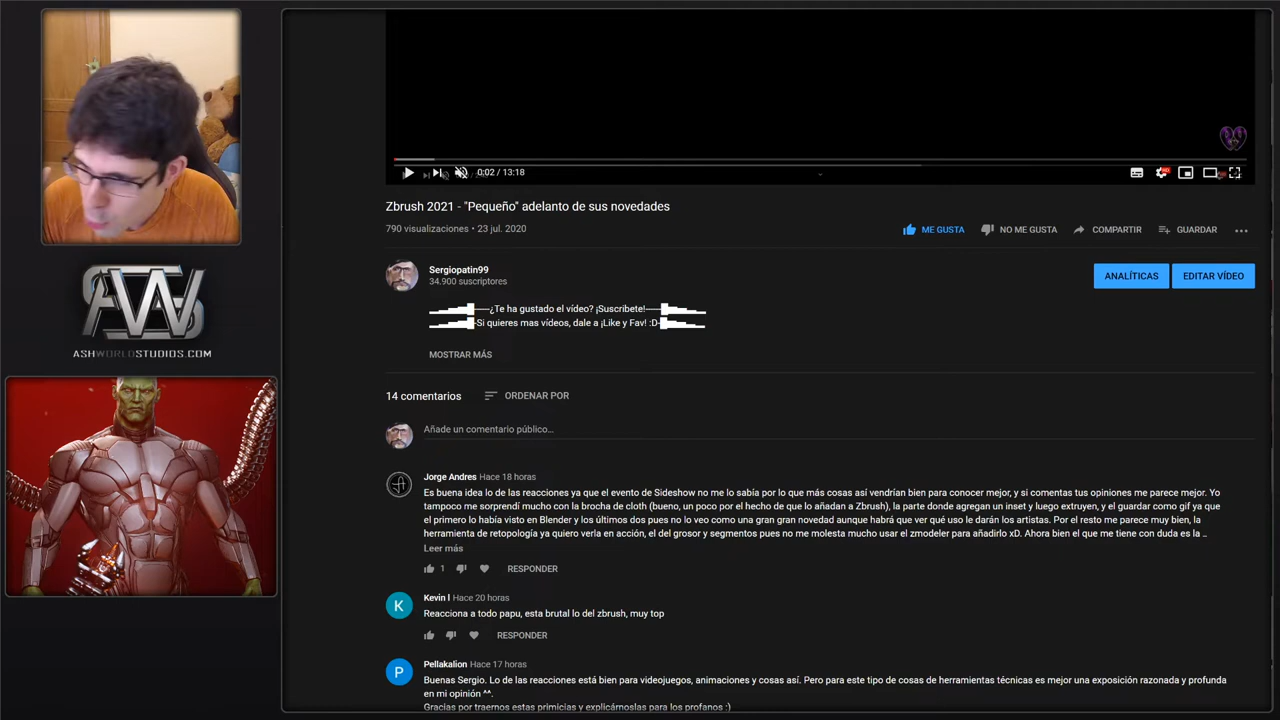 0:02 / 13:18
Zbrush 2021 - "Pequeño" adelanto de sus novedades
790 visualizaciones • 23 jul. 2020
ME GUSTA
NO ME GUSTA
COMPARTIR
GUARDAR
Sergiopatin99
34.900 suscriptores
ANALÍTICAS
EDITAR VÍDEO
¿Te ha gustado el vídeo? ¡Suscribete!
Si quieres mas vídeos, dale a ¡Like y Fav! :D
MOSTRAR MÁS
ASHWORLDSTUDIOS.COM
14 comentarios
ORDENAR POR
Añade un comentario público...
Jorge Andres Hace 18 horas
Es buena idea lo de las reacciones ya que el evento de Sideshow no me lo sabía por lo que más cosas así vendrían bien para conocer mejor, y si comentas tus opiniones me parece mejor. Yo
tampoco me sorprendí mucho con la brocha de cloth (bueno, un poco por el hecho de que lo añadan a Zbrush), la parte donde agregan un inset y luego extruyen, y el guardar como gif ya que
el primero lo había visto en Blender y los últimos dos pues no lo veo como una gran gran novedad aunque habrá que ver qué uso le darán los artistas. Por el resto me parece muy bien, la
herramienta de retopología ya quiero verla en acción, el del grosor y segmentos pues no me molesta mucho usar el zmodeler para añadirlo xD. Ahora bien el que me tiene con duda es la ..
Leer más
1
RESPONDER
K
Kevin l Hace 20 horas
Reacciona a todo papu, esta brutal lo del zbrush, muy top
RESPONDER
P
Pellakalion Hace 17 horas
Buenas Sergio. Lo de las reacciones está bien para videojuegos, animaciones y cosas así. Pero para este tipo de cosas de herramientas técnicas es mejor una exposición razonada y profunda
en mi opinión ^^.
Gracias por traernos estas primicias y explicárnoslas para los profanos :)